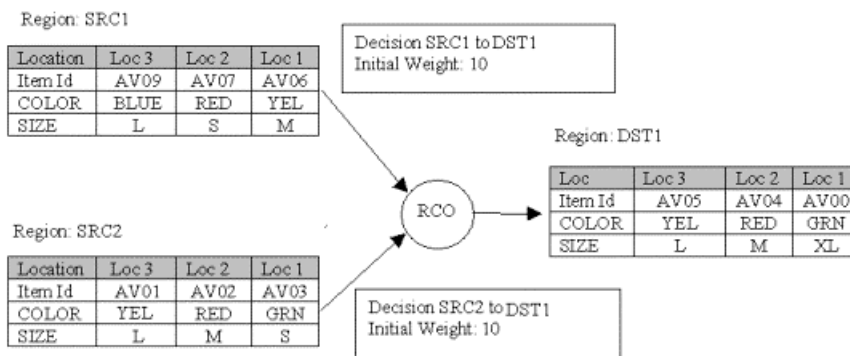 Region: SRC1
Location Loc 3 Loc 2 Loc 1
Item Id AV09 AV07 AV06
COLOR BLUE RED YEL
SIZE L S M
Decision SRC1 to DST1
Initial Weight: 10
Region: DST1
Loc Loc 3 Loc 2 Loc 1
Item Id AV05 AV04 AV00
COLOR YEL RED GRN
SIZE L M XL
RCO
Region: SRC2
Location Loc 3 Loc 2 Loc 1
Item Id AV01 AV02 AV03
COLOR YEL RED GRN
SIZE L M S
Decision SRC2 to DST1
Initial Weight: 10